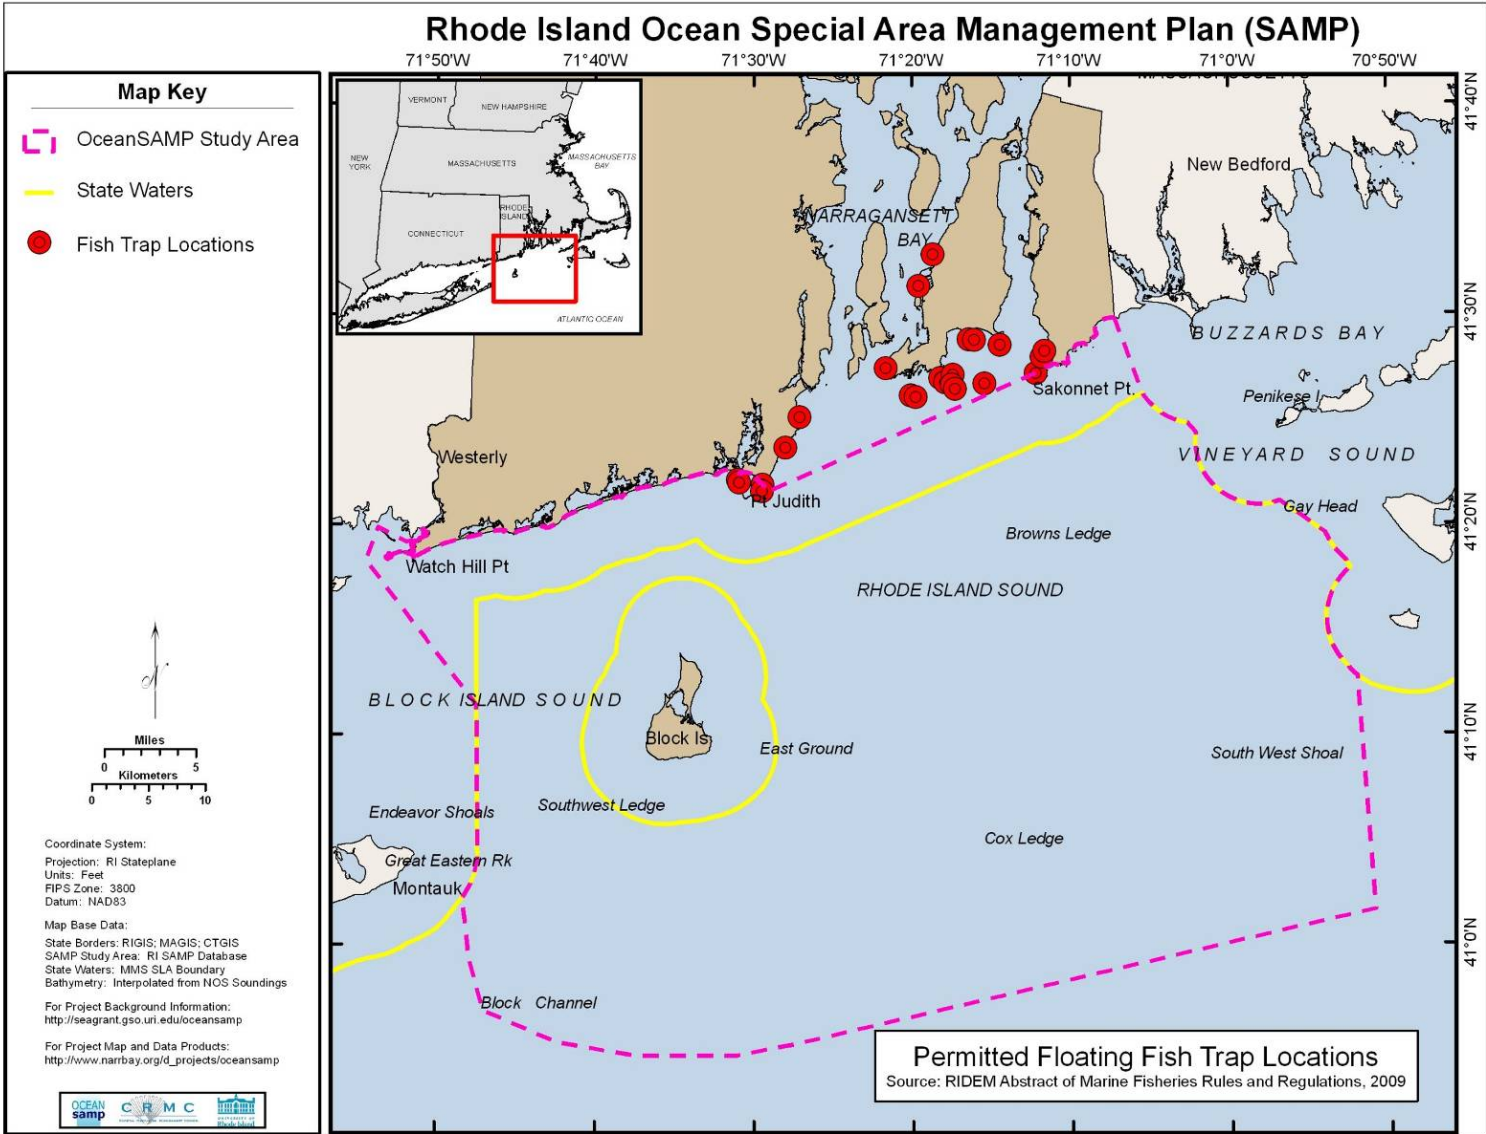 Rhode Island Ocean Special Area Management Plan (SAMP)
71°50'W
71°40'W
71°30'W
71°20'W
71°10'W
70°50'W
Map Key
OceanSAMP Study Area
State Waters
Fish Trap Locations
VERMONT
NEW HAMPSHIRE
NEW
YORK
MASSACHUSETTS
MASSACHUSETTS
BAY
RHODE
ISLAND
CONNECTICUT
ATLANTIC OCEAN
41°40'N
New Bedford
NARRAGANSETT
BAY
41°30'N
BUZZARDS BAY
Penikese I
Sakonnet Pt.
Westerly
VINEYARD SOUND
Pt Judith
Gay Head
41°20'N
Browns Ledge
Watch Hill Pt
RHODE ISLAND SOUND
BLOCK ISLAND SOUND
Block Is
East Ground
41°10'N
South West Shoal
Endeavor Shoals
Southwest Ledge
Cox Ledge
Great Eastern Rk
Montauk
41°0'N
Block Channel
N
Miles
0 5
Kilometers
0 5 10
Coordinate System:
Projection: RI Stateplane
Units: Feet
FIPS Zone: 3800
Datum: NAD83
Map Base Data:
State Borders: RIGIS; MAGIS; CTGIS
SAMP Study Area: RI SAMP Database
State Waters: MMS SLA Boundary
Bathymetry: Interpolated from NOS Soundings
For Project Background Information:
http://seagrant.gso.uri.edu/oceansamp
For Project Map and Data Products:
http://www.narrbay.org/d_projects/oceansamp
OCEAN
samp
CRMC
UNIVERSITY OF
Rhode Island
Permitted Floating Fish Trap Locations
Source: RIDEM Abstract of Marine Fisheries Rules and Regulations, 2009